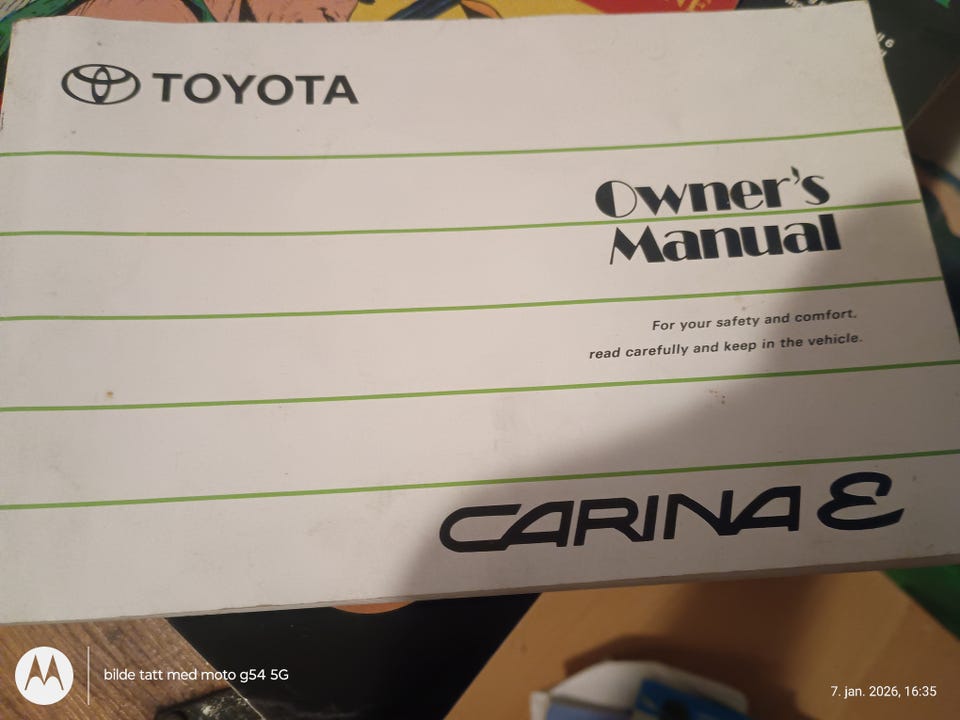 TOYOTA
Owner's
Manual
For your safety and comfort,
read carefully and keep in the vehicle.
CARINA E
bilde tatt med moto g54 5G
7. jan. 2026, 16:35